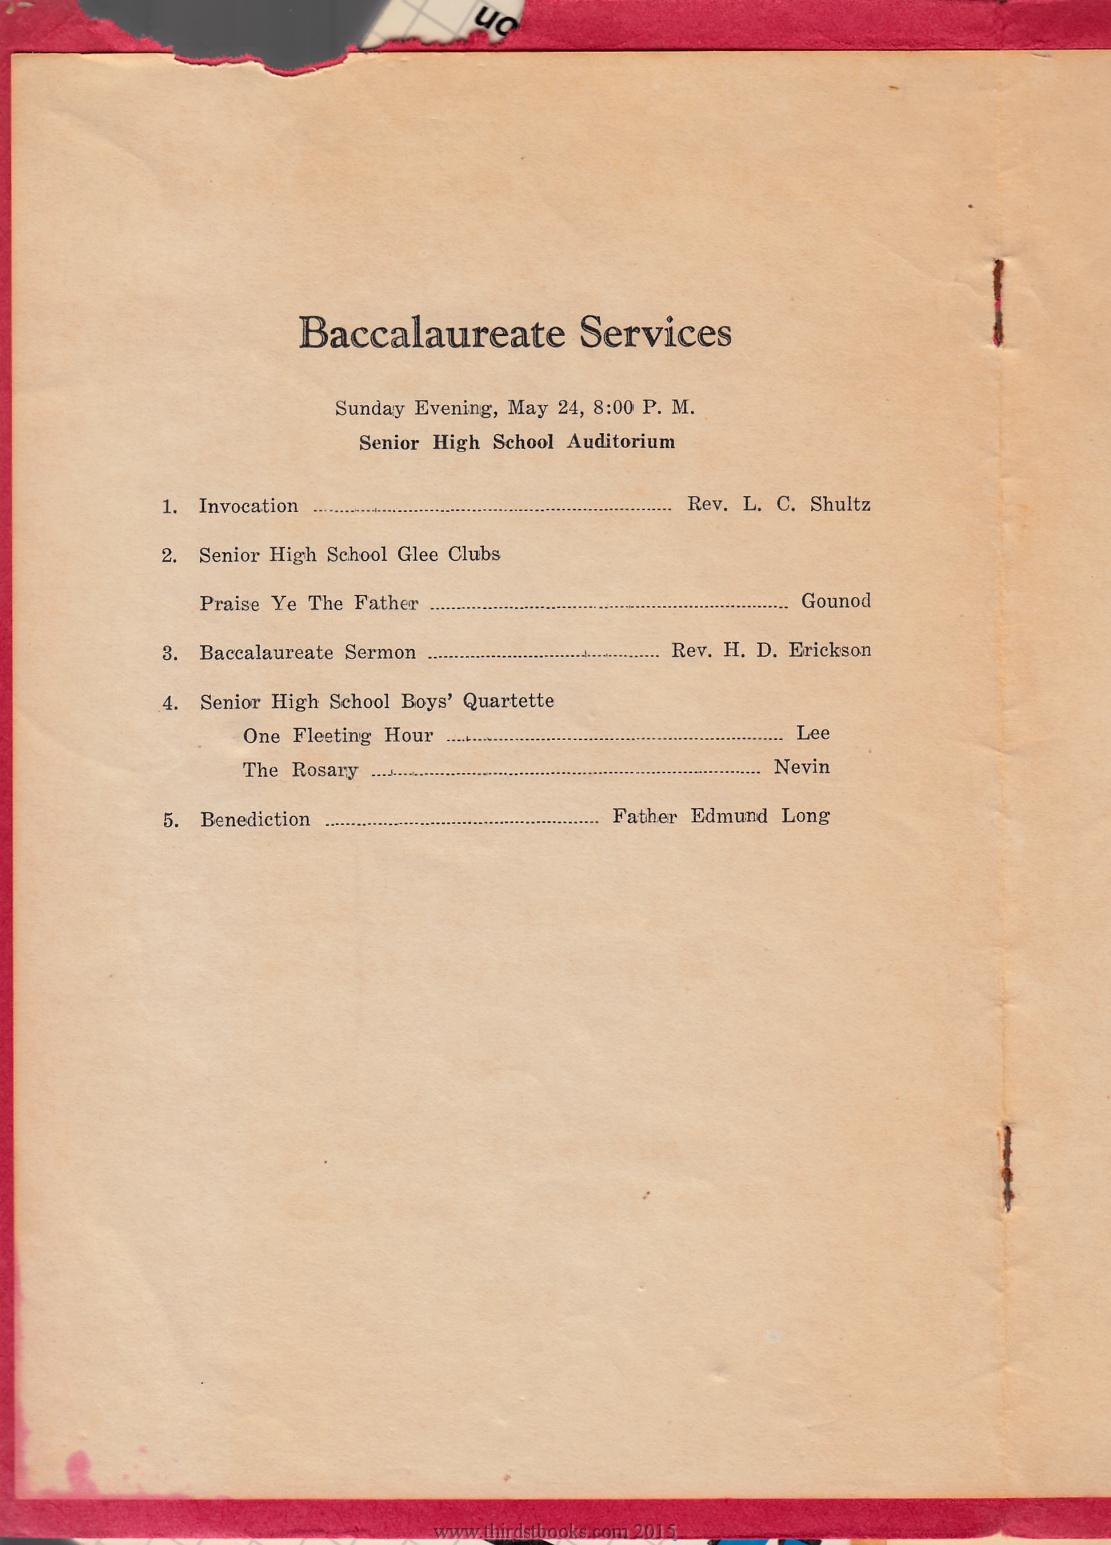 on
Baccalaureate Services
Sunday Evening, May 24, 8:00 P. M.
Senior High School Auditorium
1. Invocation ........ Rev. L. C. Shultz
2. Senior High School Glee Clubs
Praise Ye The Father ........ Gounod
3. Baccalaureate Sermon ........ Rev. H. D. Erickson
4. Senior High School Boys' Quartette
One Fleeting Hour ........ Lee
The Rosary ........ Nevin
5. Benediction ........ Father Edmund Long
www.thirdstbooks.com 2015